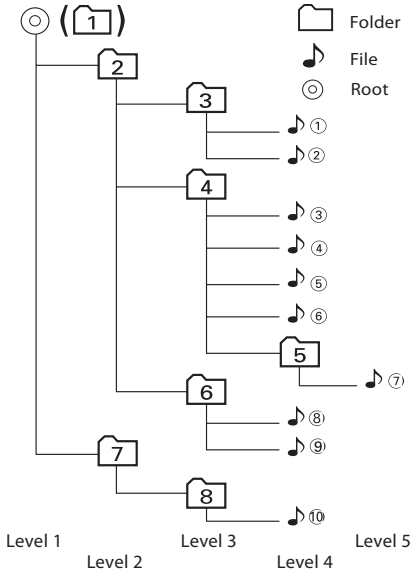 (1)
Folder
2
File
Root
3
①
②
4
③
④
⑤
⑥
5
⑦
6
⑧
⑨
7
8
⑩
Level 1
Level 2
Level 3
Level 4
Level 5